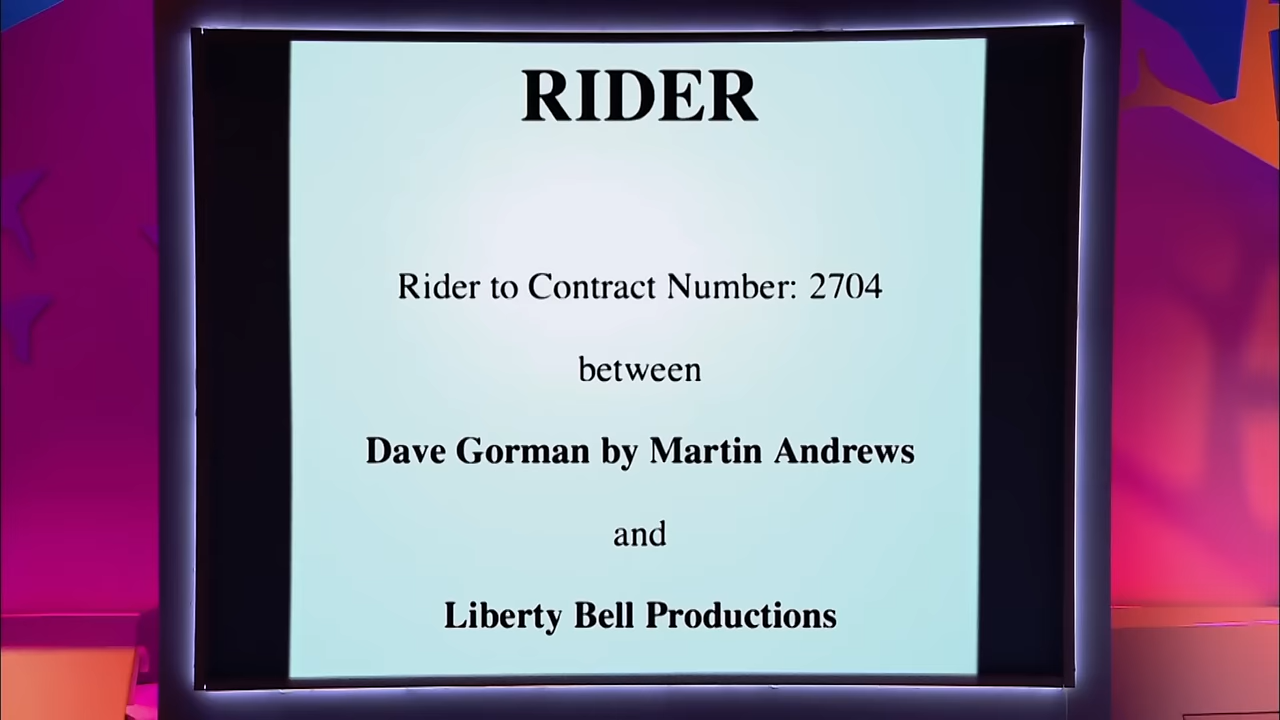 RIDER
Rider to Contract Number: 2704
between
Dave Gorman by Martin Andrews
and
Liberty Bell Productions